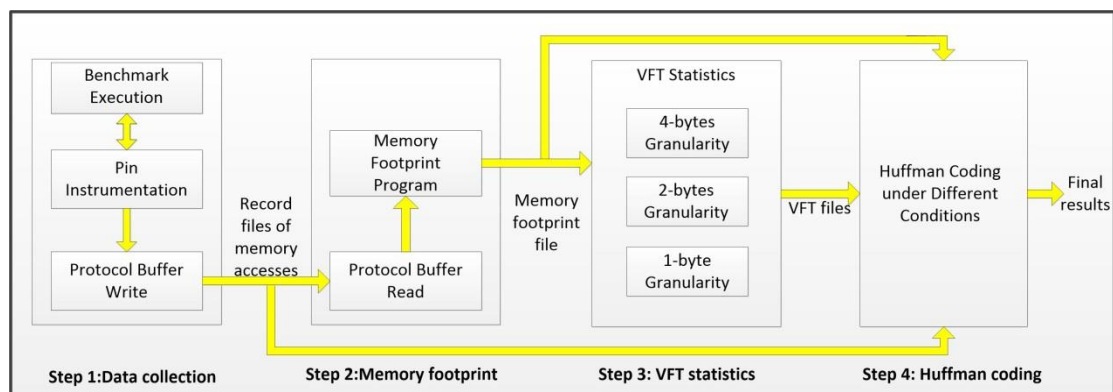 Benchmark
Execution
Pin
Instrumentation
Protocol Buffer
Write
Record
files of
memory
accesses
Memory
Footprint
Program
Protocol Buffer
Read
Memory
footprint
file
VFT Statistics
4-bytes
Granularity
2-bytes
Granularity
1-byte
Granularity
VFT files
Huffman Coding
under Different
Conditions
Final
results
Step 1:Data collection
Step 2:Memory footprint
Step 3: VFT statistics
Step 4: Huffman coding